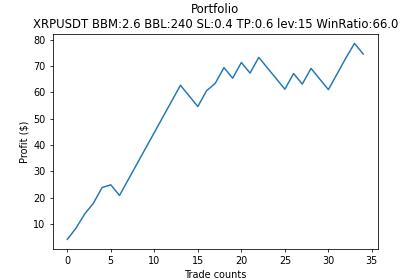 Portfolio
XRPUSDT BBM:2.6 BBL:240 SL:0.4 TP:0.6 lev:15 WinRatio:66.0
80
70
60
50
40
30
20
10
Profit ($)
0 5 10 15 20 25 30 35
Trade counts